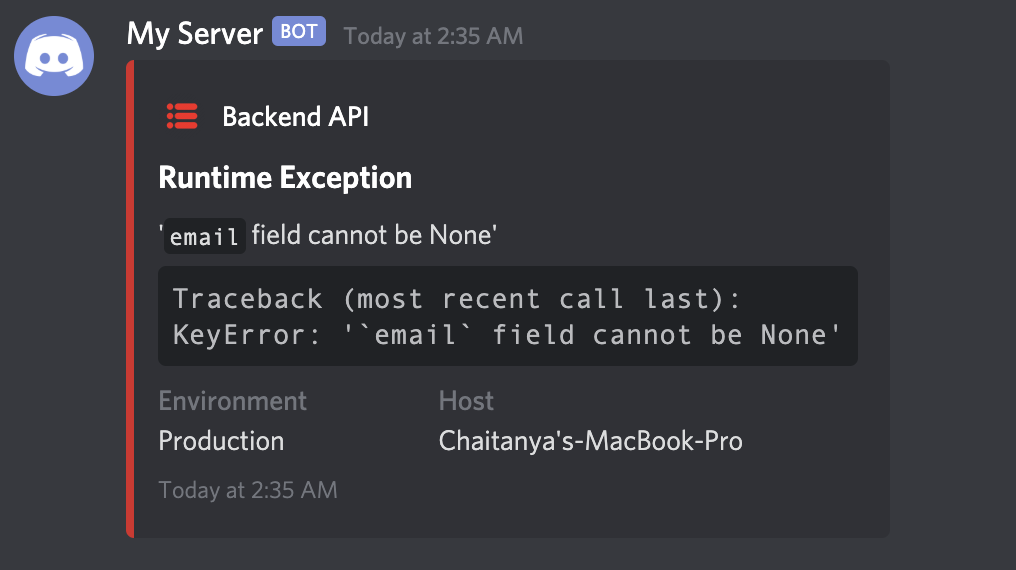 My Server BOT Today at 2:35 AM
Backend API
Runtime Exception
'email field cannot be None'
Traceback (most recent call last):
KeyError: '`email` field cannot be None'
Environment Host
Production Chaitanya's-MacBook-Pro
Today at 2:35 AM